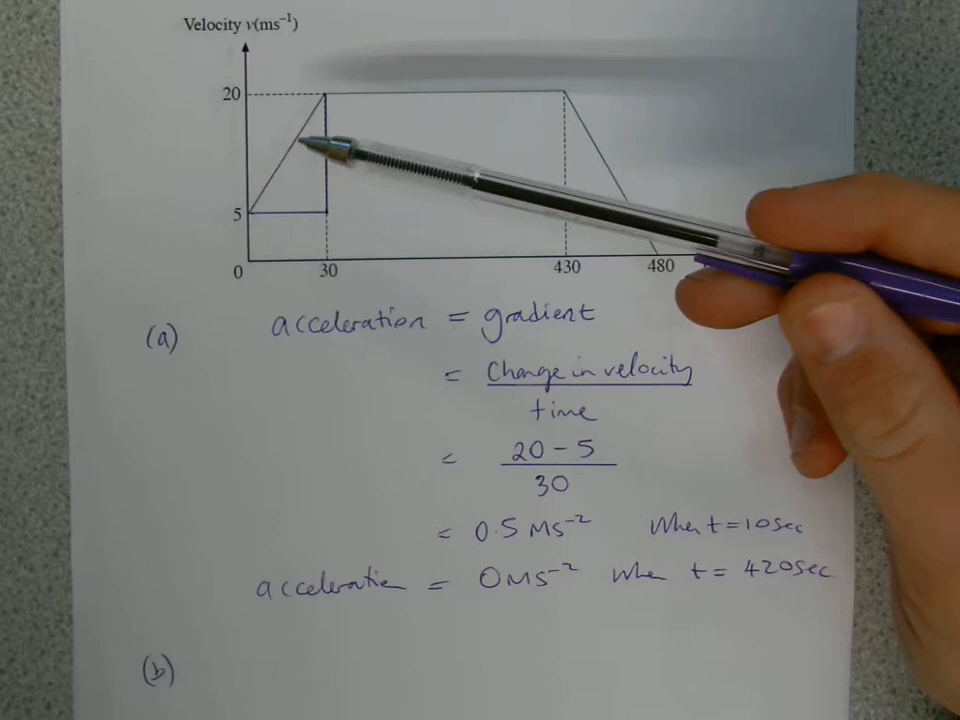 Velocity v(ms⁻¹)
20
5
0 30 430 480
(a) acceleration = gradient
= Change in velocity
time
= 20 - 5
30
= 0.5 ms⁻² When t = 10 sec
acceleration = 0 ms⁻² when t = 420 sec.
(b)